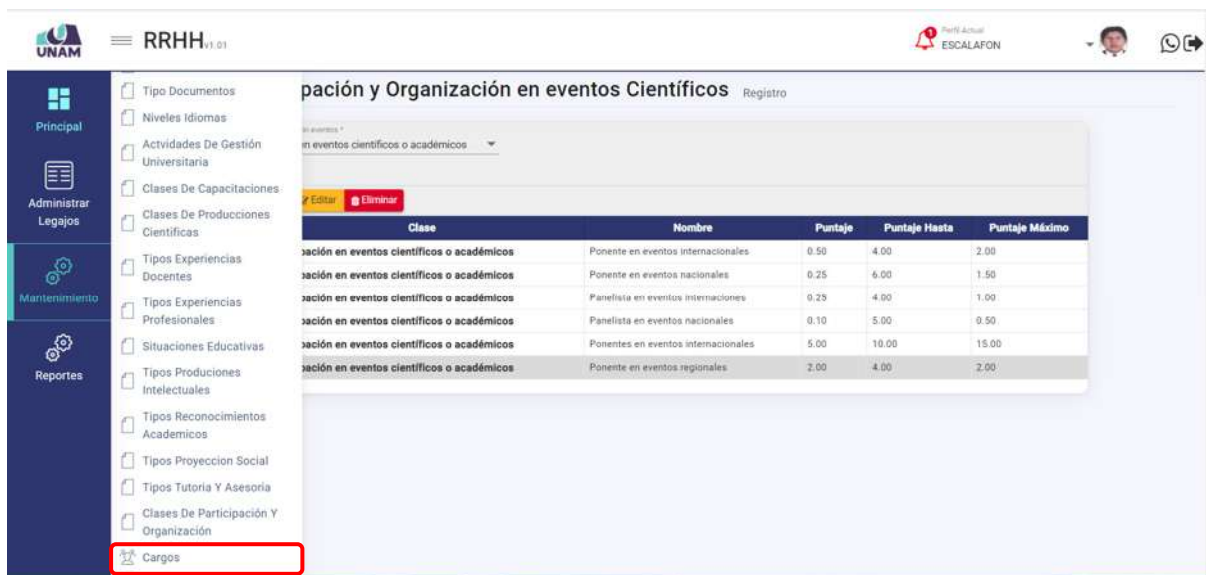 UNAM
RRHH v1.01
Perfil Actual
ESCALAFON
Principal
Administrar
Legajos
Mantenimiento
Reportes
Tipo Documentos
Niveles Idiomas
Actvidades De Gestión
Universitaria
Clases De Capacitaciones
Clases De Producciones
Cientificas
Tipos Experiencias
Docentes
Tipos Experiencias
Profesionales
Situaciones Educativas
Tipos Produciones
Intelectuales
Tipos Reconocimientos
Academicos
Tipos Proyeccion Social
Tipos Tutoria Y Asesoria
Clases De Participación Y
Organización
Cargos
pación y Organización en eventos Científicos Registro
en eventos *
en eventos científicos o académicos
Editar Eliminar
Clase Nombre Puntaje Puntaje Hasta Puntaje Máximo
pación en eventos científicos o académicos Ponente en eventos internacionales 0.50 4.00 2.00
pación en eventos científicos o académicos Ponente en eventos nacionales 0.25 6.00 1.50
pación en eventos científicos o académicos Panelista en eventos internaciones 0.25 4.00 1.00
pación en eventos científicos o académicos Panelista en eventos nacionales 0.10 5.00 0.50
pación en eventos científicos o académicos Ponentes en eventos internacionales 5.00 10.00 15.00
pación en eventos científicos o académicos Ponente en eventos regionales 2.00 4.00 2.00